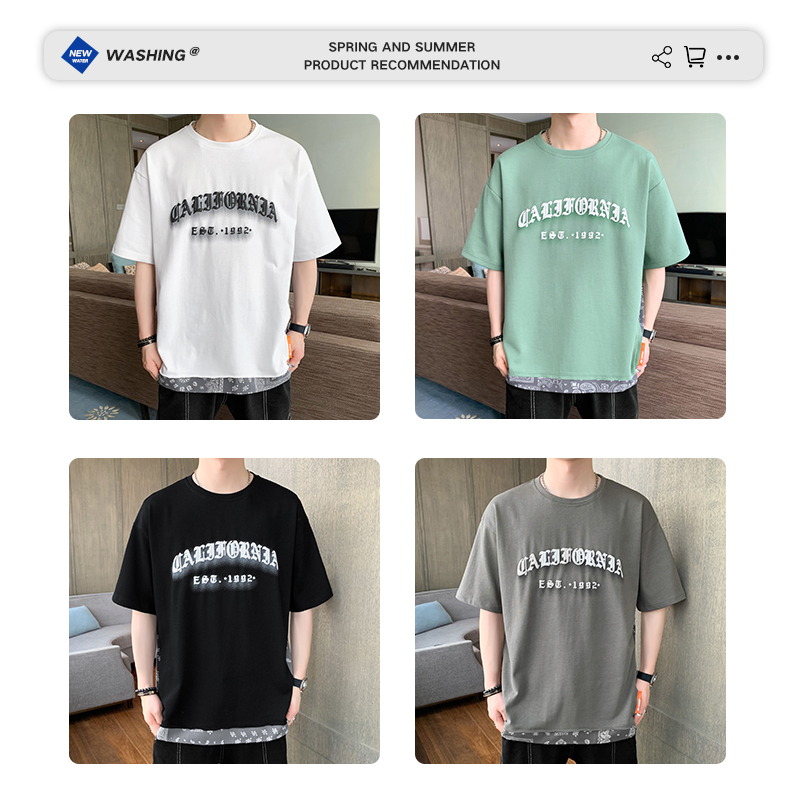 NEW
WATER
WASHING @
SPRING AND SUMMER
PRODUCT RECOMMENDATION
CALIFORNIA
EST. •1992•
CALIFORNIA
EST. •1992•
CALIFORNIA
EST. •1992•
CALIFORNIA
EST. •1992•